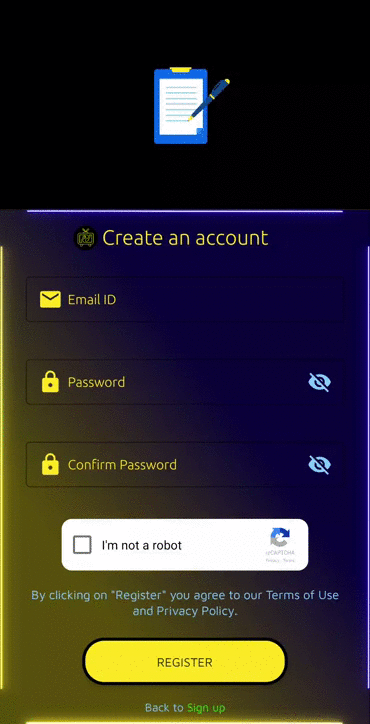 Create an account
Email ID
Password
Confirm Password
I'm not a robot
reCAPTCHA
Privacy - Terms
By clicking on "Register" you agree to our Terms of Use
and Privacy Policy.
REGISTER
Back to Sign up